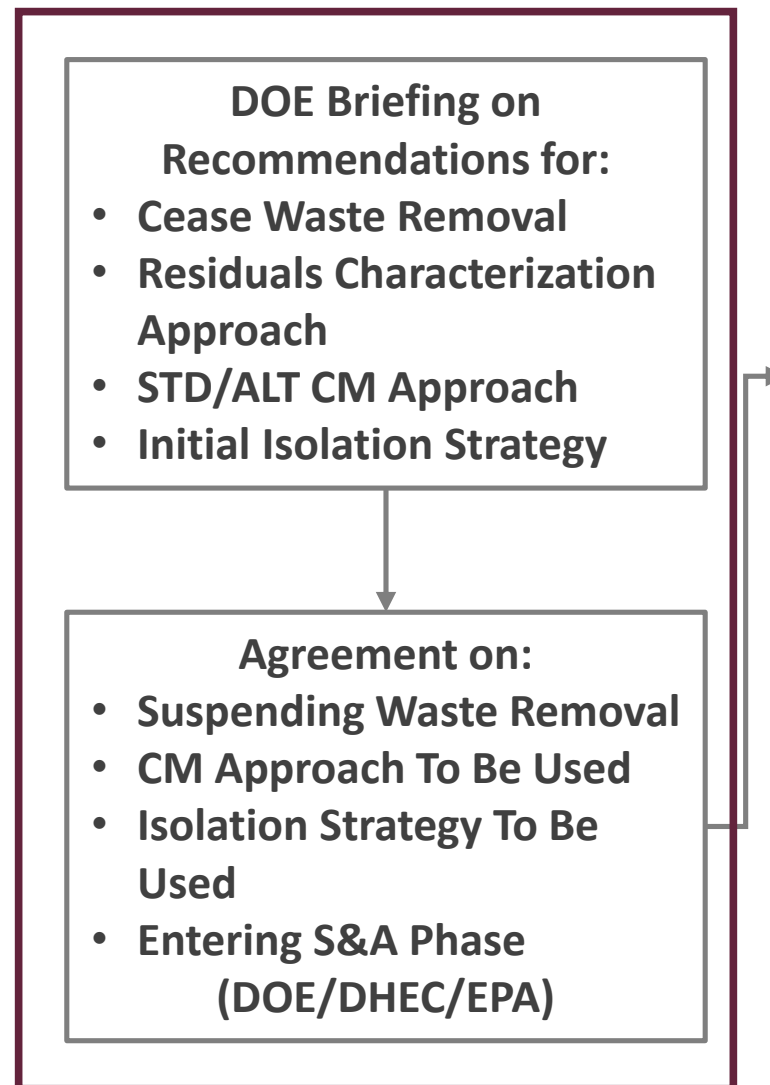 DOE Briefing on
Recommendations for:
• Cease Waste Removal
• Residuals Characterization
Approach
• STD/ALT CM Approach
• Initial Isolation Strategy
Agreement on:
• Suspending Waste Removal
• CM Approach To Be Used
• Isolation Strategy To Be
Used
• Entering S&A Phase
(DOE/DHEC/EPA)